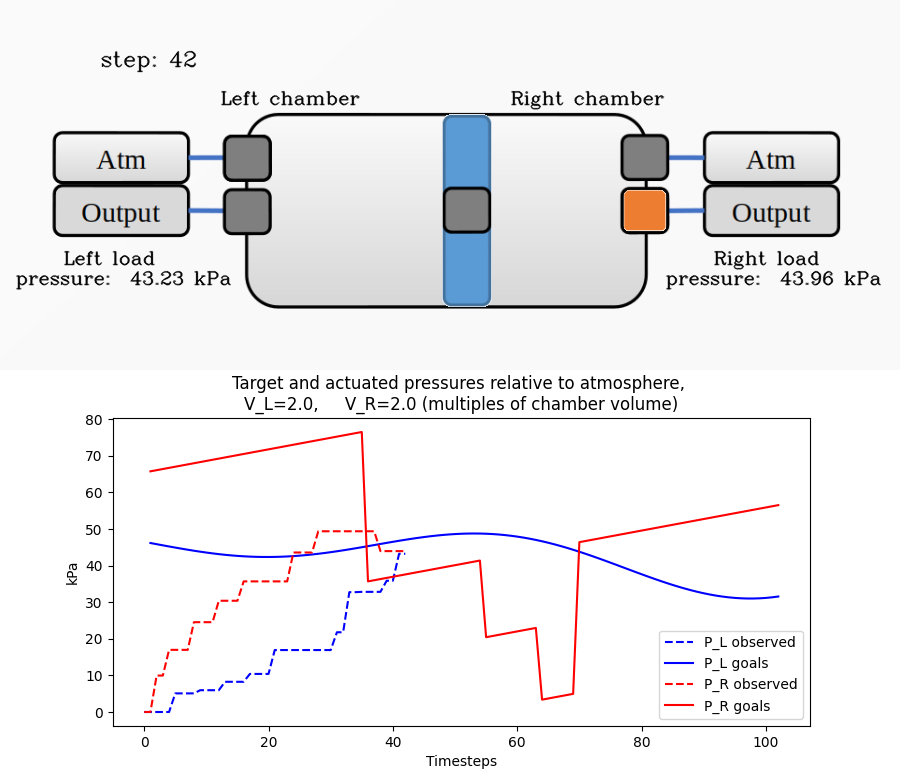 step: 42
Left chamber
Right chamber
Atm
Atm
Output
Output
Left load
pressure: 43.23 kPa
Right load
pressure: 43.96 kPa
Target and actuated pressures relative to atmosphere,
V_L=2.0, V_R=2.0 (multiples of chamber volume)
80
70
60
50
40
30
20
10
0
kPa
0 20 40 60 80 100
Timesteps
P_L observed
P_L goals
P_R observed
P_R goals